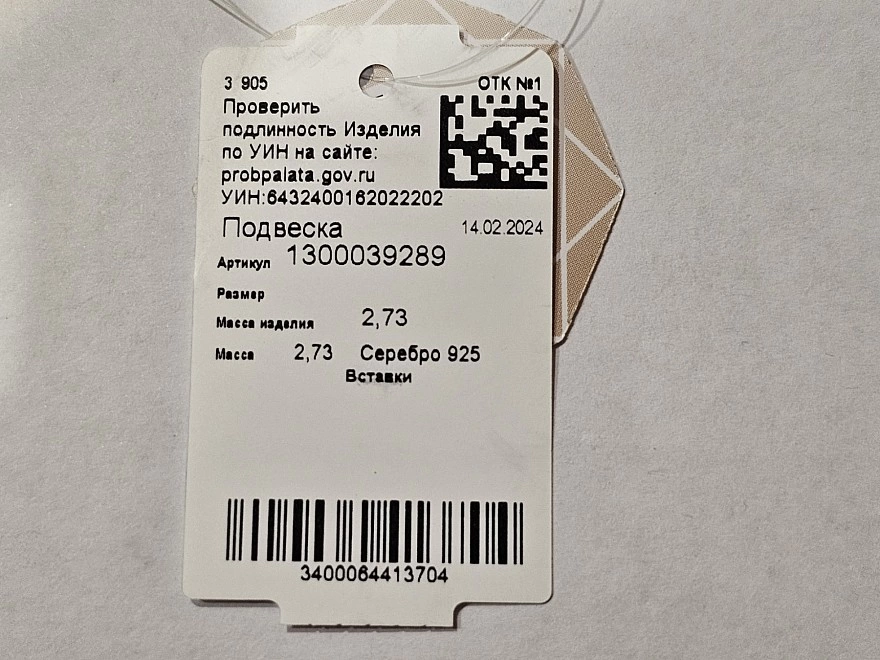 3 905 ОТК №1
Проверить
подлинность Изделия
по УИН на сайте:
probpalata.gov.ru
УИН:6432400162022202
Подвеска 14.02.2024
Артикул 1300039289
Размер
Масса изделия 2,73
Масса 2,73 Серебро 925
Вставки
3400064413704